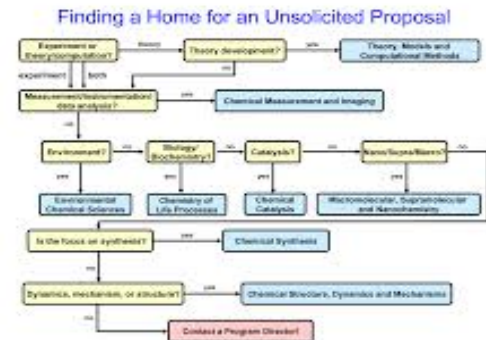 Finding a Home for an Unsolicited Proposal
Experiment or
theory/computation?
theory
Theory development?
yes
Theory, Models and
Computational Methods
experiment
both
no
Measurement/instrumentation/
data analysis?
yes
Chemical Measurement and Imaging
no
Environment?
no
Biology/
Biochemistry?
no
Catalysis?
no
Nano/Supra/Macro?
no
yes
yes
yes
yes
Environmental
Chemical Sciences
Chemistry of
Life Processes
Chemical
Catalysis
Macromolecular, Supramolecular
and Nanochemistry
Is the focus on synthesis?
yes
Chemical Synthesis
no
Dynamics, mechanism, or structure?
yes
Chemical Structure, Dynamics and Mechanisms
no
Contact a Program Director!